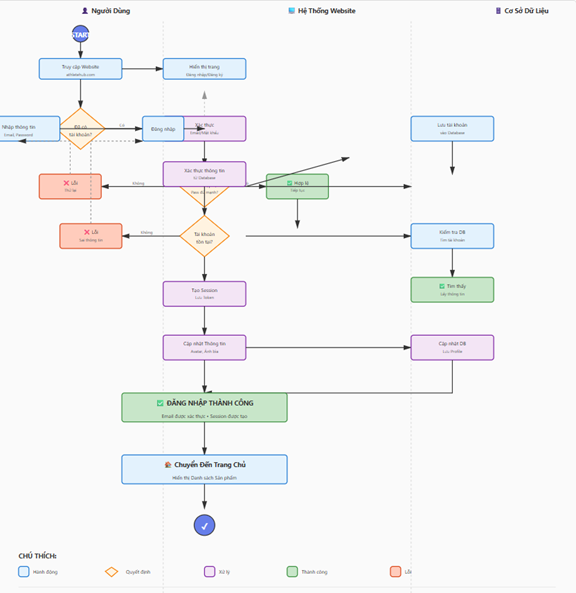 👤 Người Dùng
Hệ Thống Website
Cơ Sở Dữ Liệu
START
Truy cập Website
Hiển thị trang
Đăng nhập/Đăng ký
Nhập thông tin
Email, Password
Đã có
tài khoản?
Đăng nhập
Xác thực
Lưu tài khoản
vào Database
Xác thực thông tin
từ Database
❌ Lỗi
Thử lại
Không
✅ Hợp lệ
Tiếp tục
❌ Lỗi
Sai thông tin
Không
Tài khoản
tồn tại?
Kiểm tra DB
Tìm tài khoản
Tạo Session
Lưu token
✅ Tìm thấy
Lấy thông tin
Cập nhật Thông tin
Avatar, Ảnh bìa
Cập nhật DB
Lưu Profile
✅ ĐĂNG NHẬP THÀNH CÔNG
Email được xác thực • Session được tạo
🏠 Chuyển Đến Trang Chủ
Hiển thị Danh sách Sản phẩm
✓
CHÚ THÍCH:
Hành động
Quyết định
Xử lý
Thành công
Lỗi